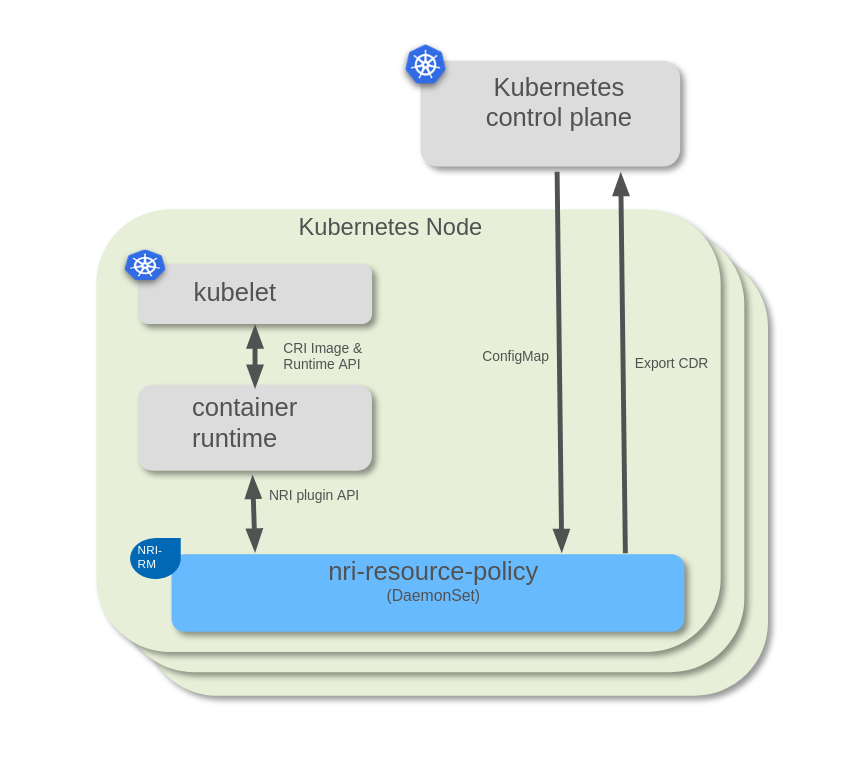 Kubernetes
control plane
Kubernetes Node
kubelet
CRI Image &
Runtime API
ConfigMap
Export CDR
container
runtime
NRI plugin API
NRI-
RM
nri-resource-policy
(DaemonSet)